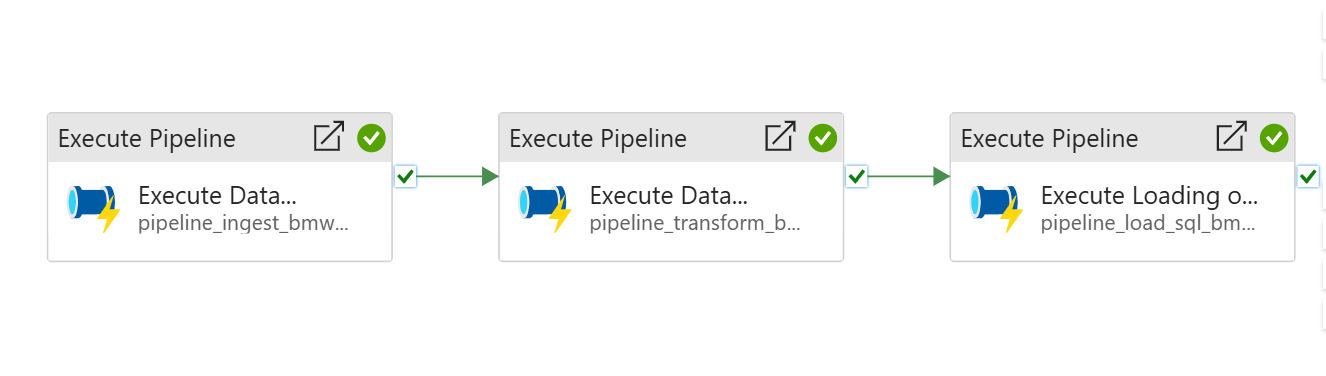 Execute Pipeline
Execute Data...
pipeline_ingest_bmw...
Execute Pipeline
Execute Data...
pipeline_transform_b...
Execute Pipeline
Execute Loading o...
pipeline_load_sql_bm...